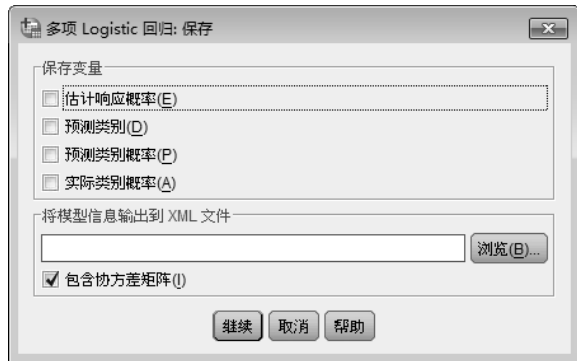 多项 Logistic 回归: 保存
保存变量
估计响应概率(E)
预测类别(D)
预测类别概率(P)
实际类别概率(A)
将模型信息输出到 XML 文件
浏览(B)...
包含协方差矩阵(I)
继续 取消 帮助